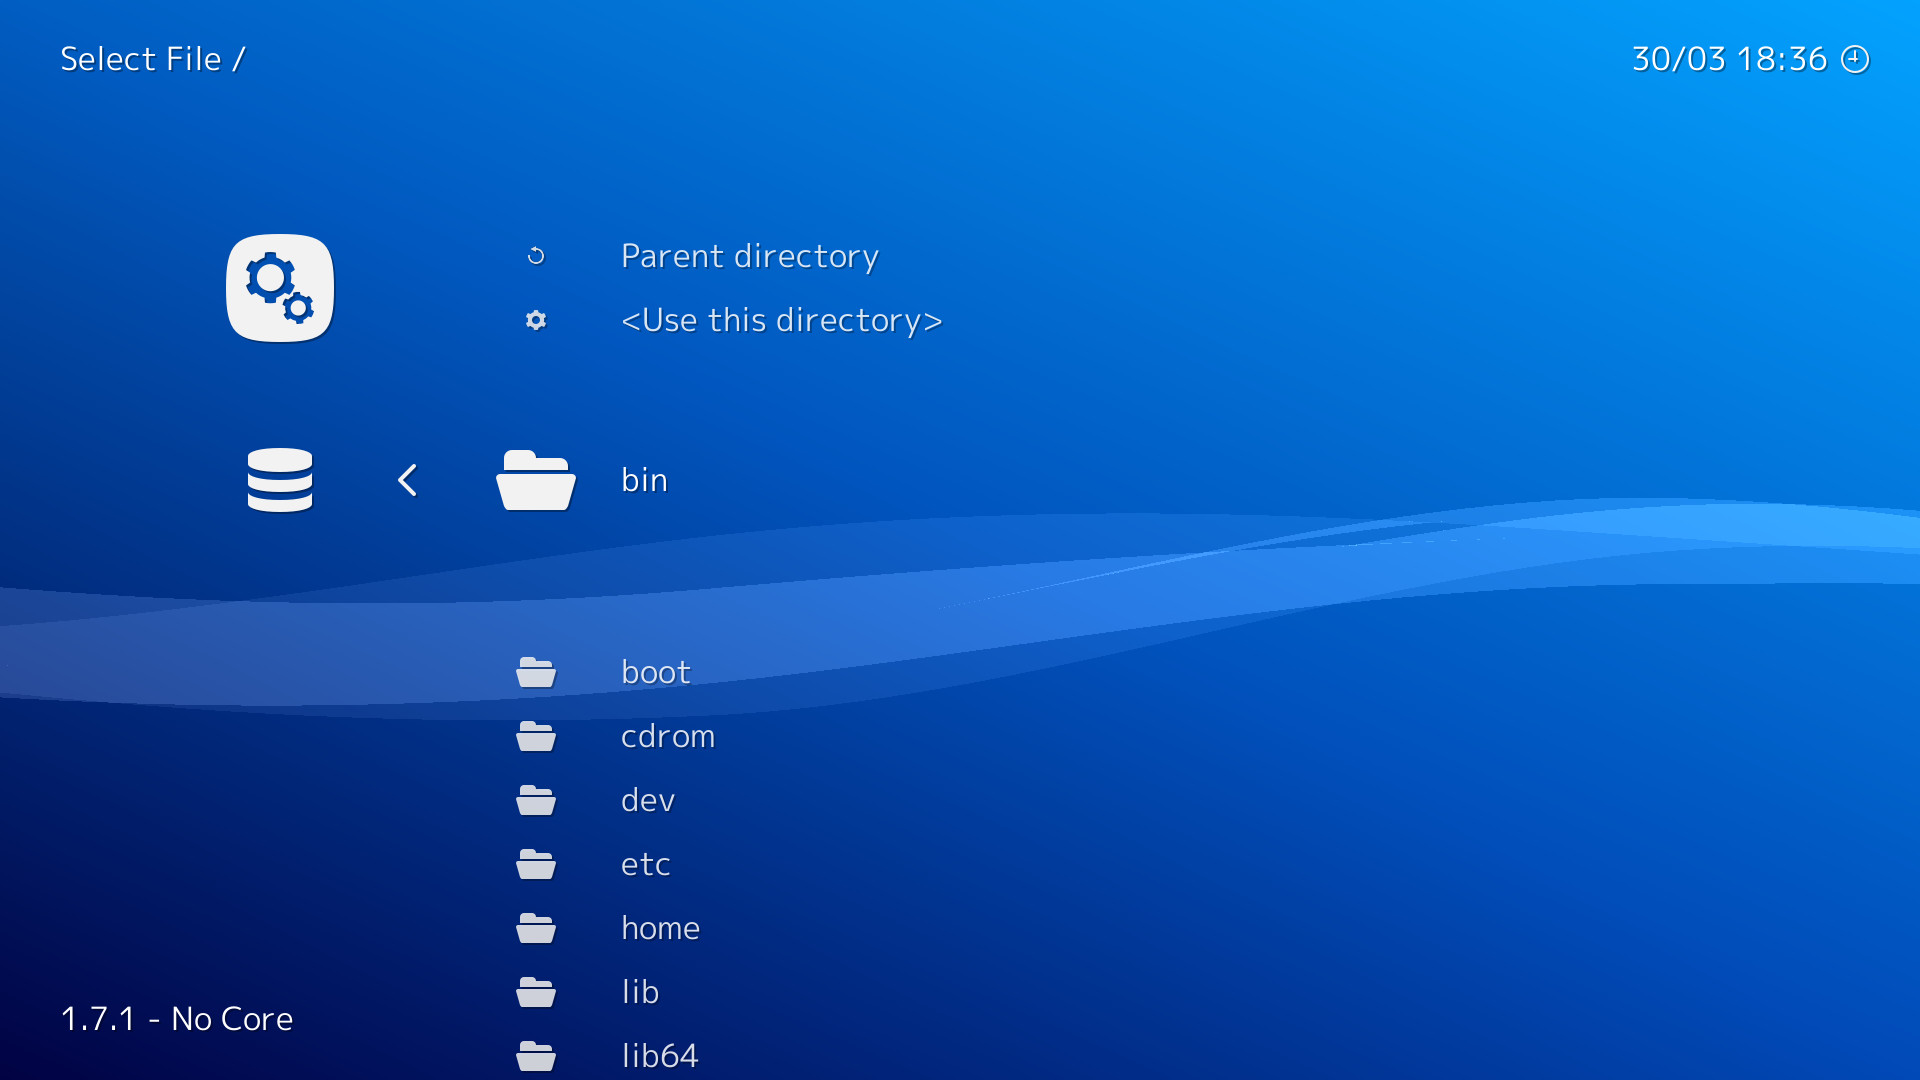 Select File /
30/03 18:36
Parent directory
<Use this directory>
bin
boot
cdrom
dev
etc
home
lib
lib64
1.7.1 - No Core